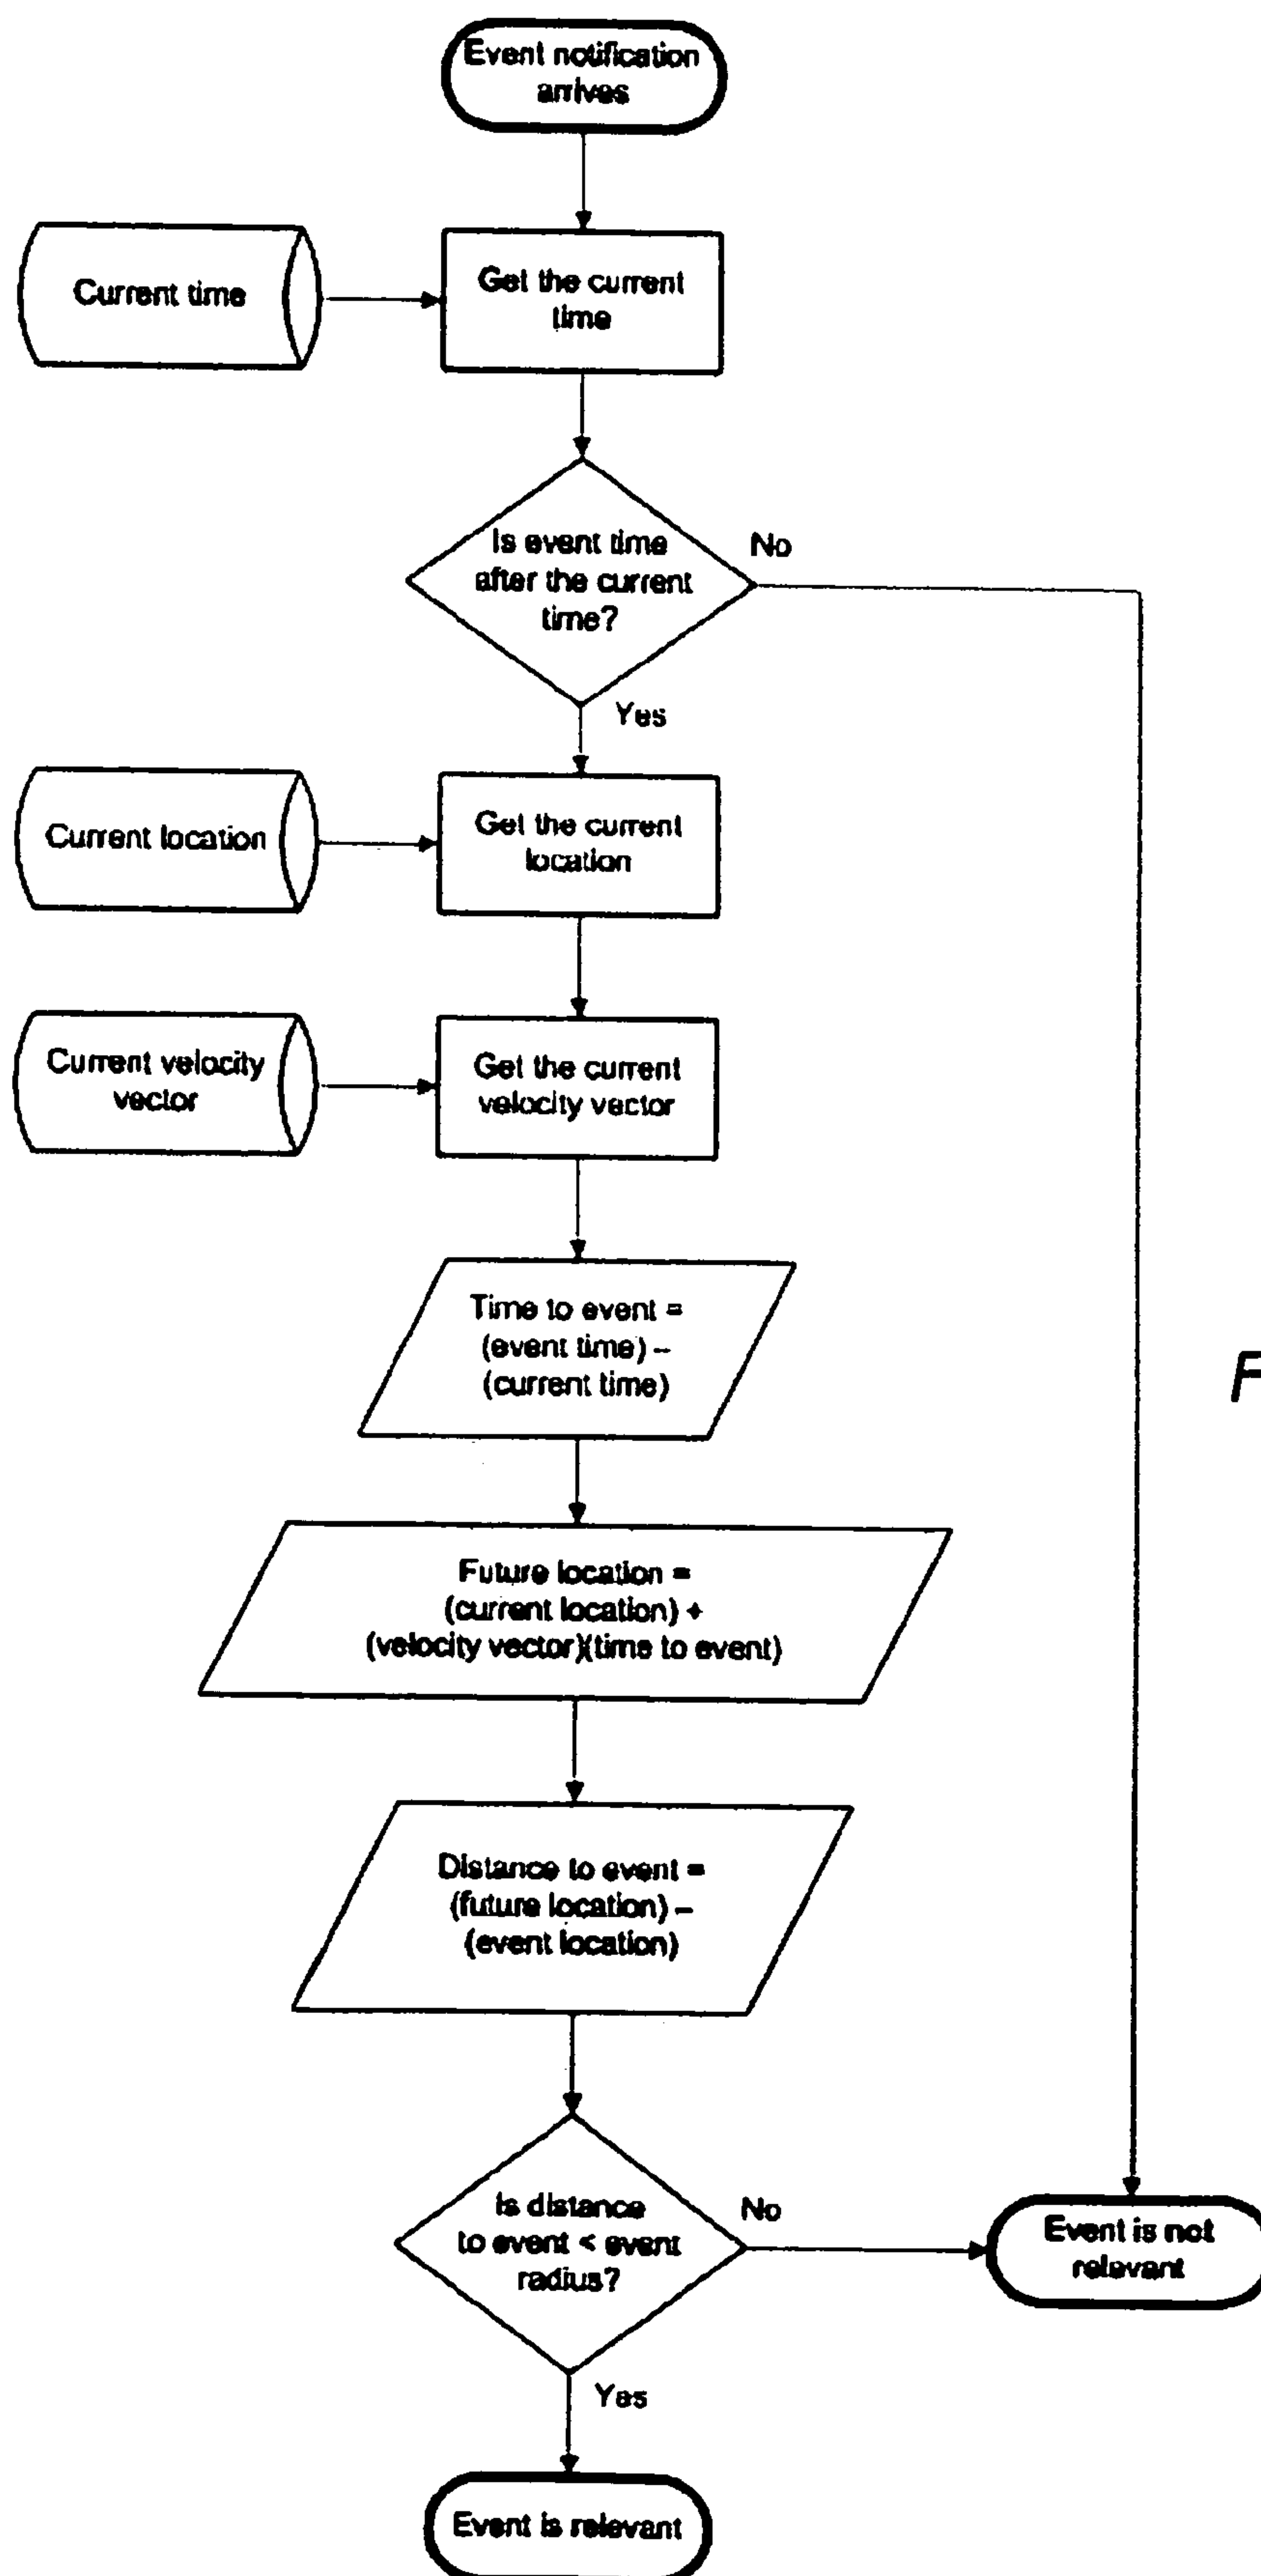 Event notification
arrives
Current time
Get the current
time
Is event time
after the current
time?
No
Yes
Current location
Get the current
location
Current velocity
vector
Get the current
velocity vector
Time to event =
(event time) –
(current time)
F
Future location =
(current location) +
(velocity vector)(time to event)
Distance to event =
(future location) –
(event location)
Is distance
to event < event
radius?
No
Event is not
relevant
Yes
Event is relevant